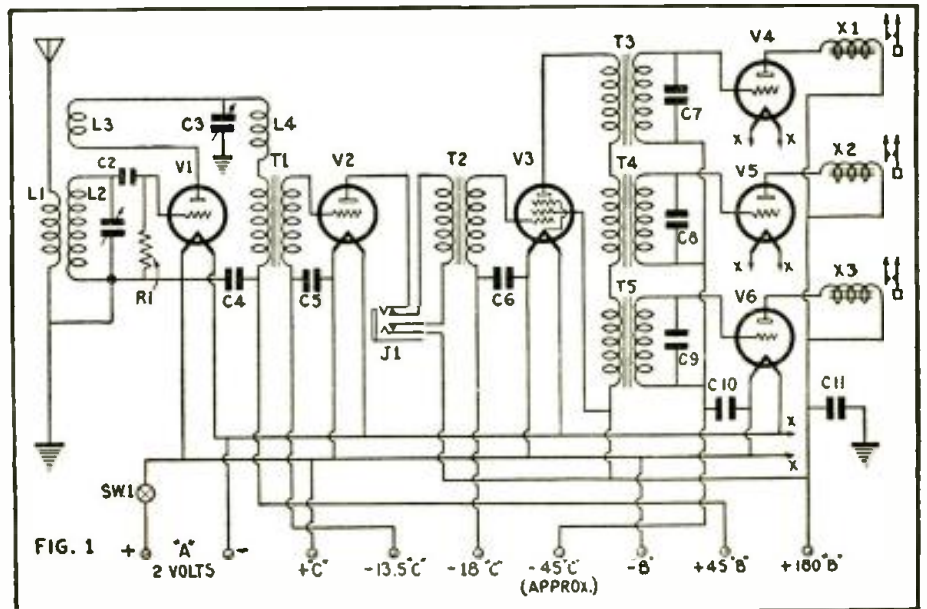 T3
V4
X1
L3
C3
L4
C7
C2
V1
T1
V2
T2
V3
X
X
T4
V5
X2
L1
L2
C8
X
X
T5
V6
X3
R1
C4
C5
C6
J1
C9
C10
C11
X
X
SW.1
FIG. 1
+
"A"
-
2 VOLTS
+"C"
-13.5"C"
-18"C"
-45"C"
(APPROX.)
-"B"
+45"B"
+180"B"